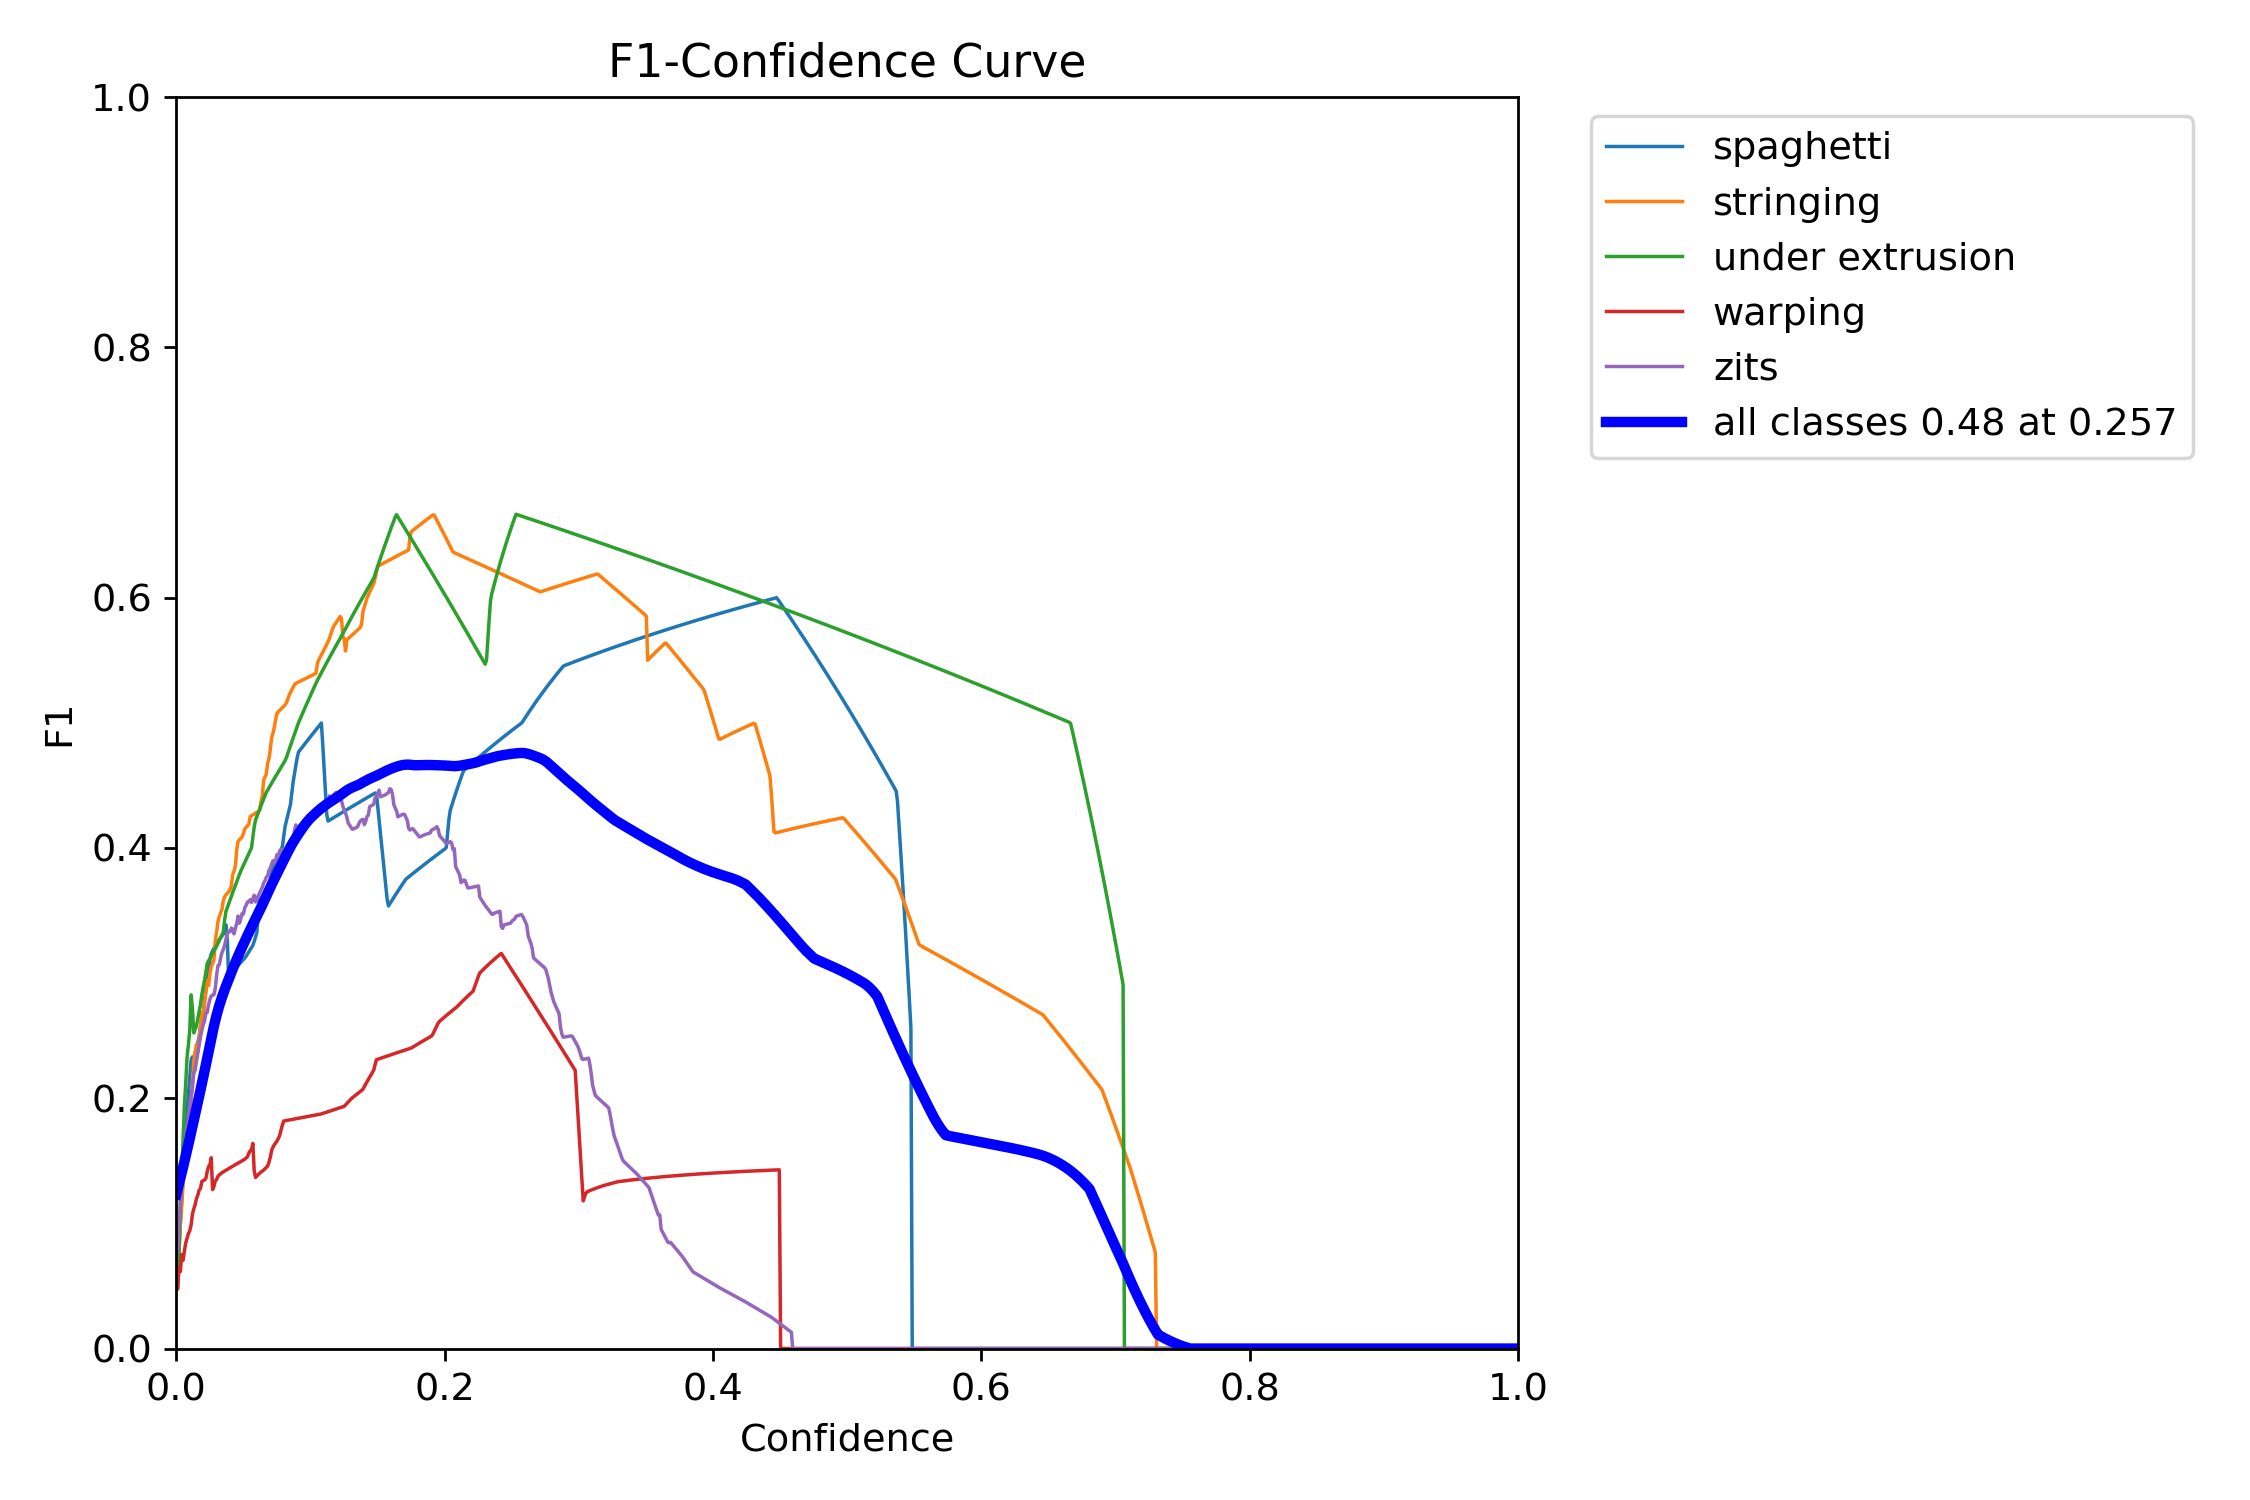 F1-Confidence Curve
1.0
0.8
0.6
0.4
0.2
0.0
F1
0.0 0.2 0.4 0.6 0.8 1.0
Confidence
spaghetti
stringing
under extrusion
warping
zits
all classes 0.48 at 0.257